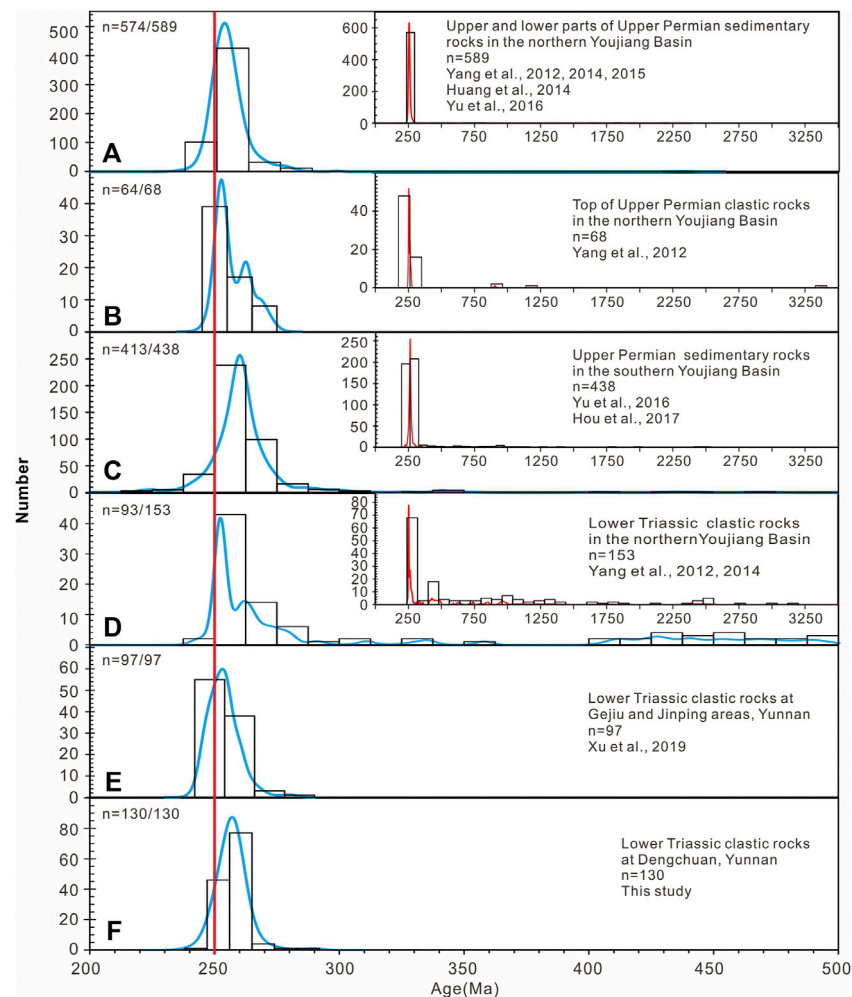 n=574/589
500
400
300
200
100
0
A
600
400
200
0
Upper and lower parts of Upper Permian sedimentary
rocks in the northern Youjiang Basin
n=589
Yang et al., 2012, 2014, 2015
Huang et al., 2014
Yu et al., 2016
250 750 1250 1750 2250 2750 3250
n=64/68
40
30
20
10
0
B
40
20
0
Top of Upper Permian clastic rocks
in the northern Youjiang Basin
n=68
Yang et al., 2012
250 750 1250 1750 2250 2750 3250
n=413/438
250
200
150
100
50
0
C
250
200
150
100
50
0
Upper Permian sedimentary rocks
in the southern Youjiang Basin
n=438
Yu et al., 2016
Hou et al., 2017
250 750 1250 1750 2250 2750 3250
Number
n=93/153
40
30
20
10
0
D
80
70
60
50
40
30
20
10
0
Lower Triassic clastic rocks
in the northernYoujiang Basin
n=153
Yang et al., 2012, 2014
250 750 1250 1750 2250 2750 3250
n=97/97
60
50
40
30
20
10
0
E
Lower Triassic clastic rocks at
Gejiu and Jinping areas, Yunnan
n=97
Xu et al., 2019
n=130/130
80
60
40
20
0
F
Lower Triassic clastic rocks
at Dengchuan, Yunnan
n=130
This study
200 250 300 350 400 450 500
Age(Ma)